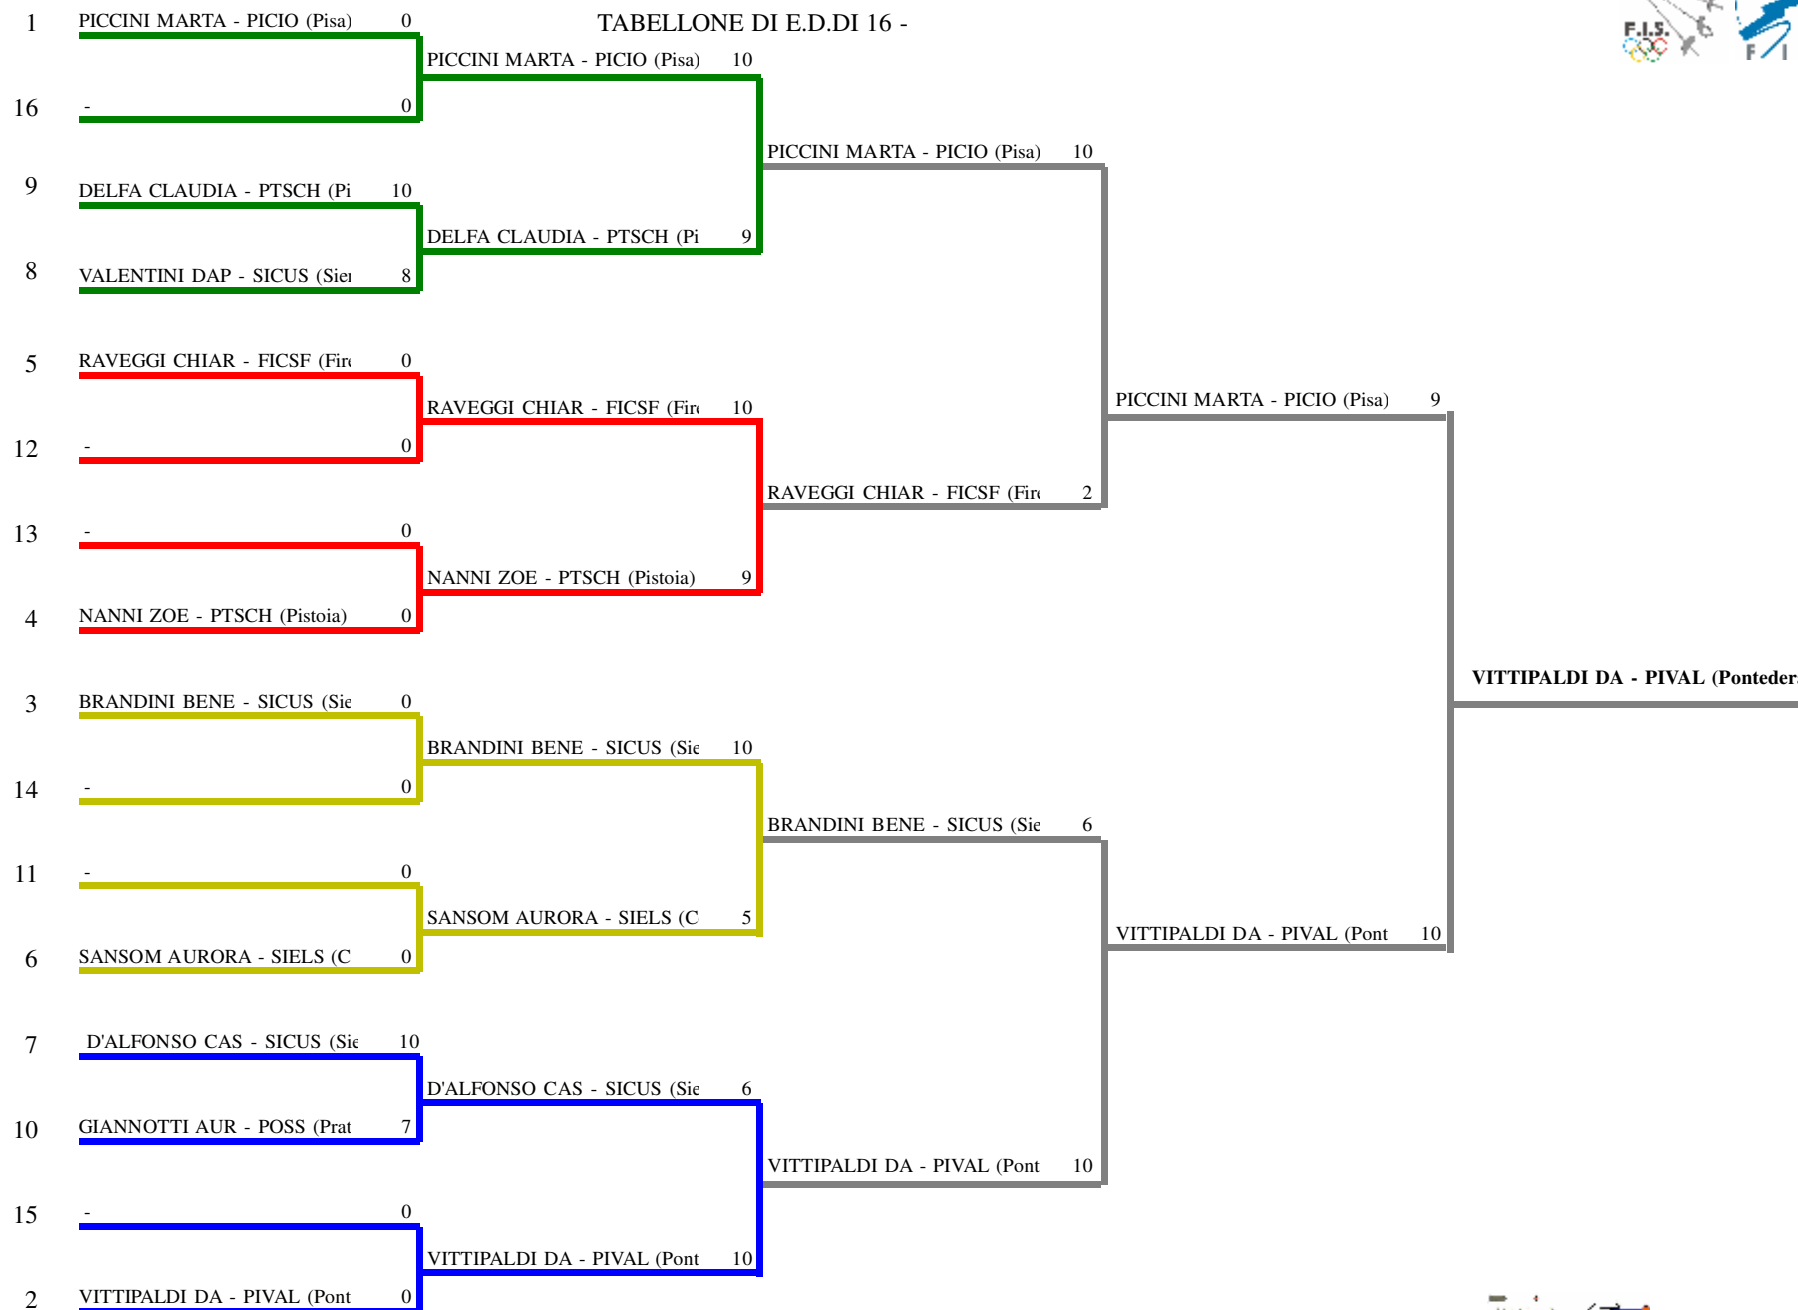 TABELLONE DI E.D.DI 16 -
F.I.S.
F I
1 PICCINI MARTA - PICIO (Pisa) 0
PICCINI MARTA - PICIO (Pisa) 10
16 - 0
PICCINI MARTA - PICIO (Pisa) 10
9 DELFA CLAUDIA - PTSCH (Pi 10
DELFA CLAUDIA - PTSCH (Pi 9
8 VALENTINI DAP - SICUS (Sie 8
5 RAVEGGI CHIAR - FICSF (Fir 0
PICCINI MARTA - PICIO (Pisa) 9
RAVEGGI CHIAR - FICSF (Fir 10
12 - 0
RAVEGGI CHIAR - FICSF (Fir 2
13 - 0
NANNI ZOE - PTSCH (Pistoia) 9
4 NANNI ZOE - PTSCH (Pistoia) 0
VITTIPALDI DA - PIVAL (Ponteder
3 BRANDINI BENE - SICUS (Sie 0
BRANDINI BENE - SICUS (Sie 10
14 - 0
BRANDINI BENE - SICUS (Sie 6
11 - 0
SANSOM AURORA - SIELS (C 5
VITTIPALDI DA - PIVAL (Pont 10
6 SANSOM AURORA - SIELS (C 0
7 D'ALFONSO CAS - SICUS (Sie 10
D'ALFONSO CAS - SICUS (Sie 6
10 GIANNOTTI AUR - POSS (Prat 7
VITTIPALDI DA - PIVAL (Pont 10
15 - 0
VITTIPALDI DA - PIVAL (Pont 10
2 VITTIPALDI DA - PIVAL (Pont 0